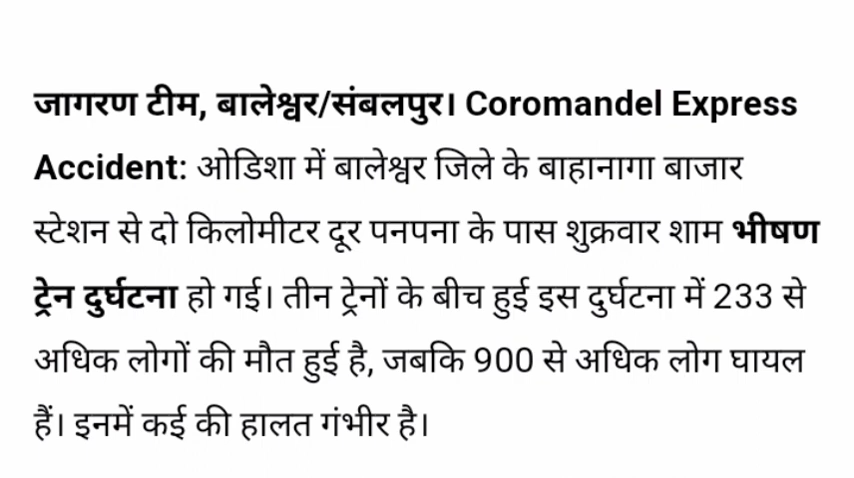 जागरण टीम, बालेश्वर/संबलपुर। Coromandel Express
Accident: ओडिशा में बालेश्वर जिले के बाहानागा बाजार
स्टेशन से दो किलोमीटर दूर पनपना के पास शुक्रवार शाम भीषण
ट्रेन दुर्घटना हो गई। तीन ट्रेनों के बीच हुई इस दुर्घटना में 233 से
अधिक लोगों की मौत हुई है, जबकि 900 से अधिक लोग घायल
हैं। इनमें कई की हालत गंभीर है।